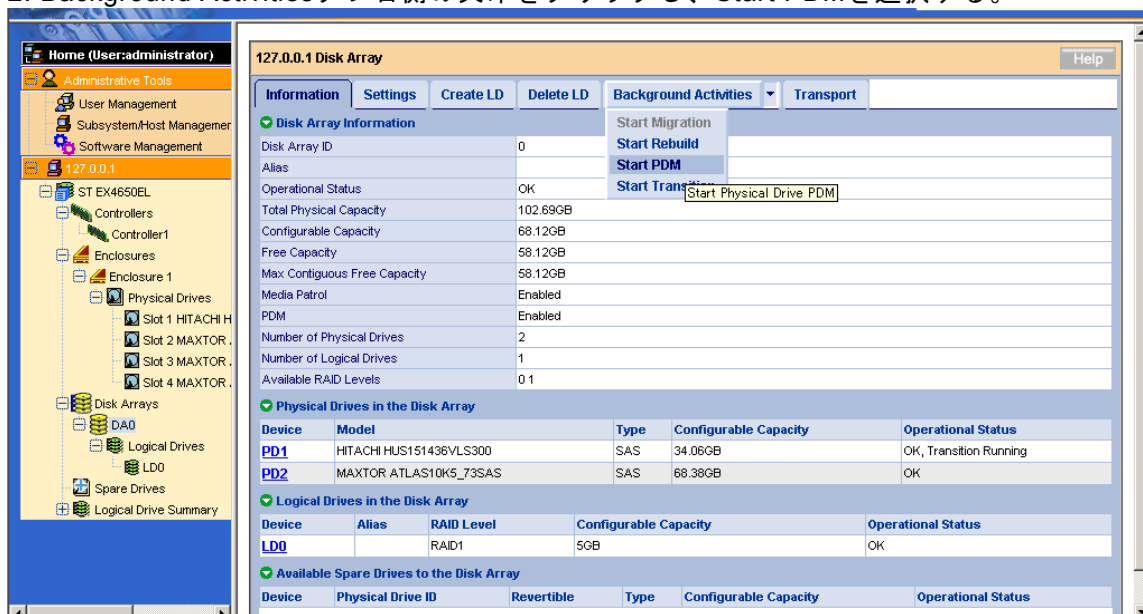 Home (User:administrator)
Administrative Tools
User Management
Subsystem/Host Managemer
Software Management
127.0.0.1
ST EX4650EL
Controllers
Controller1
Enclosures
Enclosure 1
Physical Drives
Slot 1 HITACHI H
Slot 2 MAXTOR
Slot 3 MAXTOR
Slot 4 MAXTOR
Disk Arrays
DA0
Logical Drives
LD0
Spare Drives
Logical Drive Summary
127.0.0.1 Disk Array Help
Information Settings Create LD Delete LD Background Activities Transport
Start Migration
Start Rebuild
Start PDM
Start Physical Drive PDM
Disk Array Information
Disk Array ID 0
Alias
Operational Status OK
Total Physical Capacity 102.69GB
Configurable Capacity 68.12GB
Free Capacity 58.12GB
Max Contiguous Free Capacity 58.12GB
Media Patrol Enabled
PDM Enabled
Number of Physical Drives 2
Number of Logical Drives 1
Available RAID Levels 0 1
Physical Drives in the Disk Array
Device Model Type Configurable Capacity Operational Status
PD1 HITACHI HUS151436VLS300 SAS 34.06GB OK, Transition Running
PD2 MAXTOR ATLAS10K5_73SAS SAS 68.38GB OK
Logical Drives in the Disk Array
Device Alias RAID Level Configurable Capacity Operational Status
LD0 RAID1 5GB OK
Available Spare Drives to the Disk Array
Device Physical Drive ID Revertible Type Configurable Capacity Operational Status